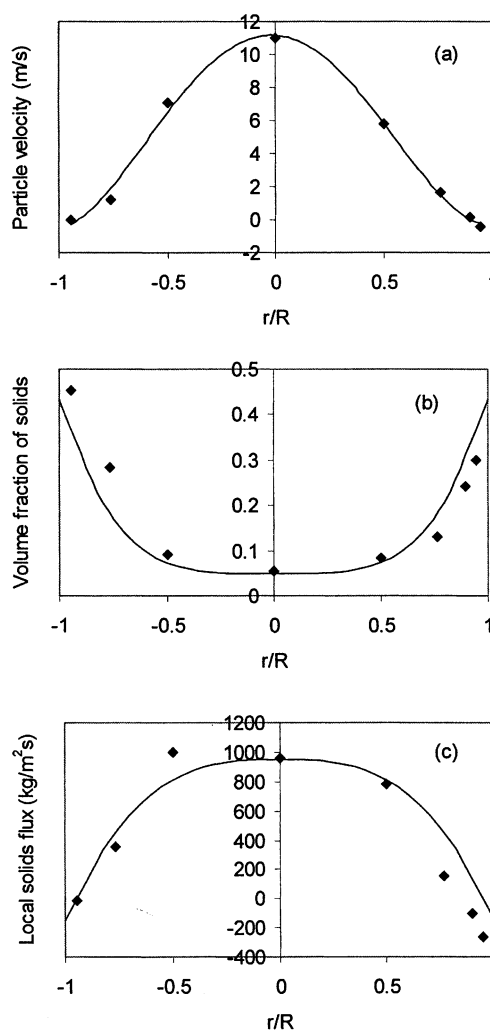 12
10
8
6
4
2
0
-2
(a)
Particle velocity (m/s)
-1 -0.5 0 0.5 1
r/R
0.5
0.4
0.3
0.2
0.1
0
(b)
Volume fraction of solids
-1 -0.5 0 0.5 1
r/R
1200
1000
800
600
400
200
0
-200
-400
(c)
Local solids flux (kg/m²s)
-1 -0.5 0 0.5 1
r/R